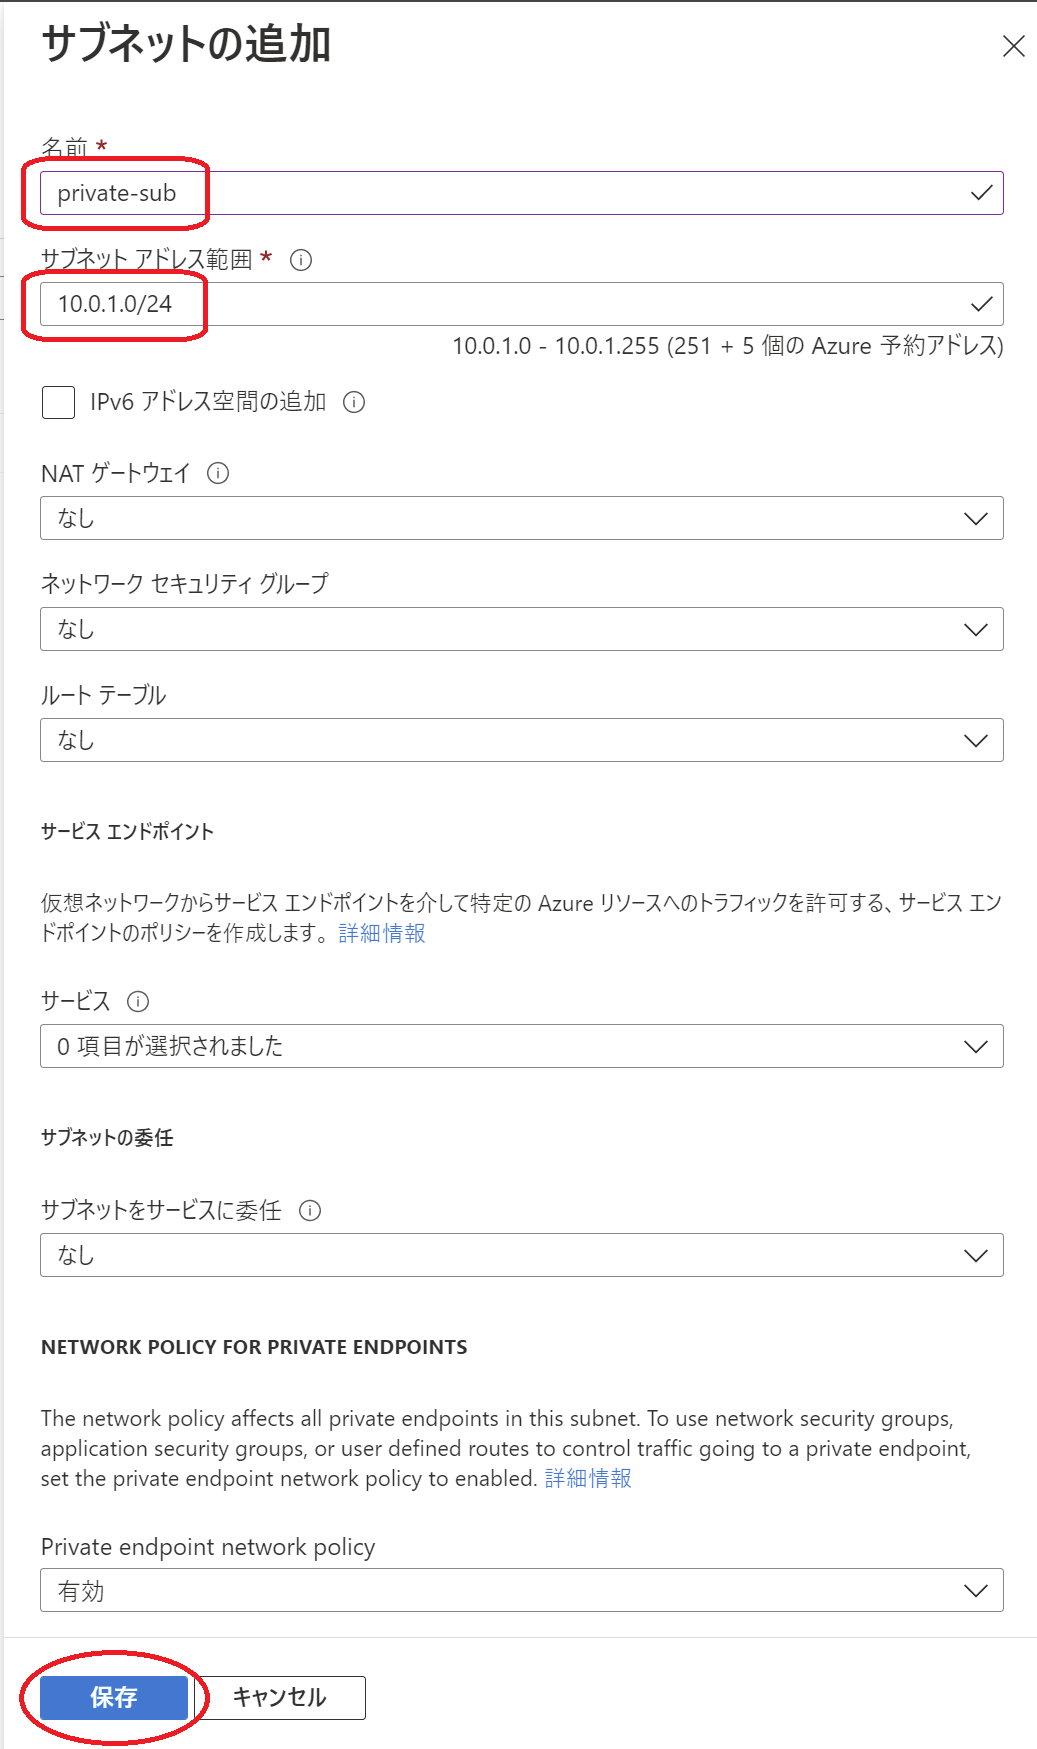 サブネットの追加
名前 *
private-sub
サブネット アドレス範囲 *
10.0.1.0/24
10.0.1.0 - 10.0.1.255 (251 + 5 個の Azure 予約アドレス)
IPv6 アドレス空間の追加
NAT ゲートウェイ
なし
ネットワーク セキュリティ グループ
なし
ルート テーブル
なし
サービス エンドポイント
仮想ネットワークからサービス エンドポイントを介して特定の Azure リソースへのトラフィックを許可する、サービス エン
ドポイントのポリシーを作成します。 詳細情報
サービス
0 項目が選択されました
サブネットの委任
サブネットをサービスに委任
なし
NETWORK POLICY FOR PRIVATE ENDPOINTS
The network policy affects all private endpoints in this subnet. To use network security groups,
application security groups, or user defined routes to control traffic going to a private endpoint,
set the private endpoint network policy to enabled. 詳細情報
Private endpoint network policy
有効
保存 キャンセル